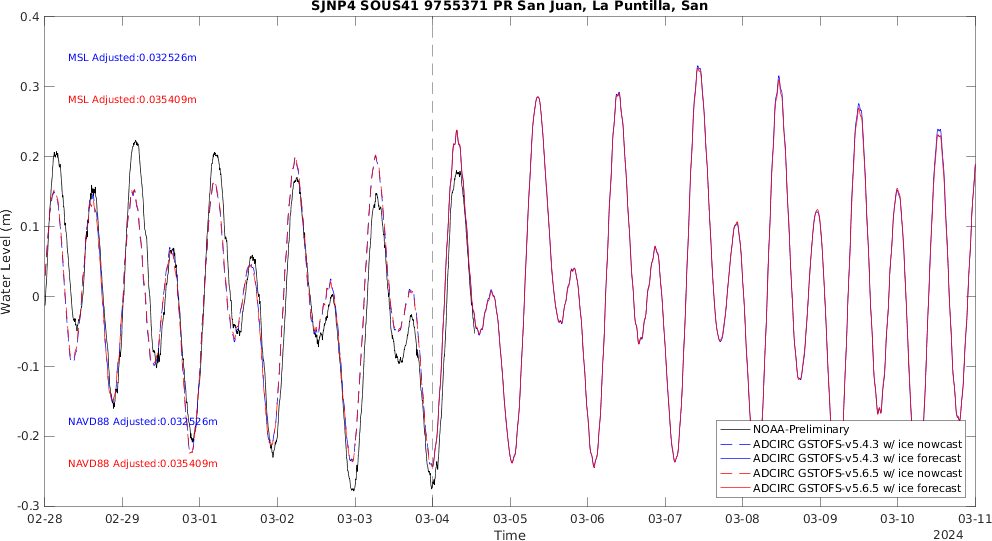 SJNP4 SOUS41 9755371 PR San Juan, La Puntilla, San
0.4
0.3
0.2
0.1
0
-0.1
-0.2
-0.3
Water Level (m)
MSL Adjusted:0.032526m
MSL Adjusted:0.035409m
NAVD88 Adjusted:0.032526m
NAVD88 Adjusted:0.035409m
NOAA-Preliminary
ADCIRC GSTOFS-v5.4.3 w/ ice nowcast
ADCIRC GSTOFS-v5.4.3 w/ ice forecast
ADCIRC GSTOFS-v5.6.5 w/ ice nowcast
ADCIRC GSTOFS-v5.6.5 w/ ice forecast
02-28 02-29 03-01 03-02 03-03 03-04 03-05 03-06 03-07 03-08 03-09 03-10 03-11
Time
2024